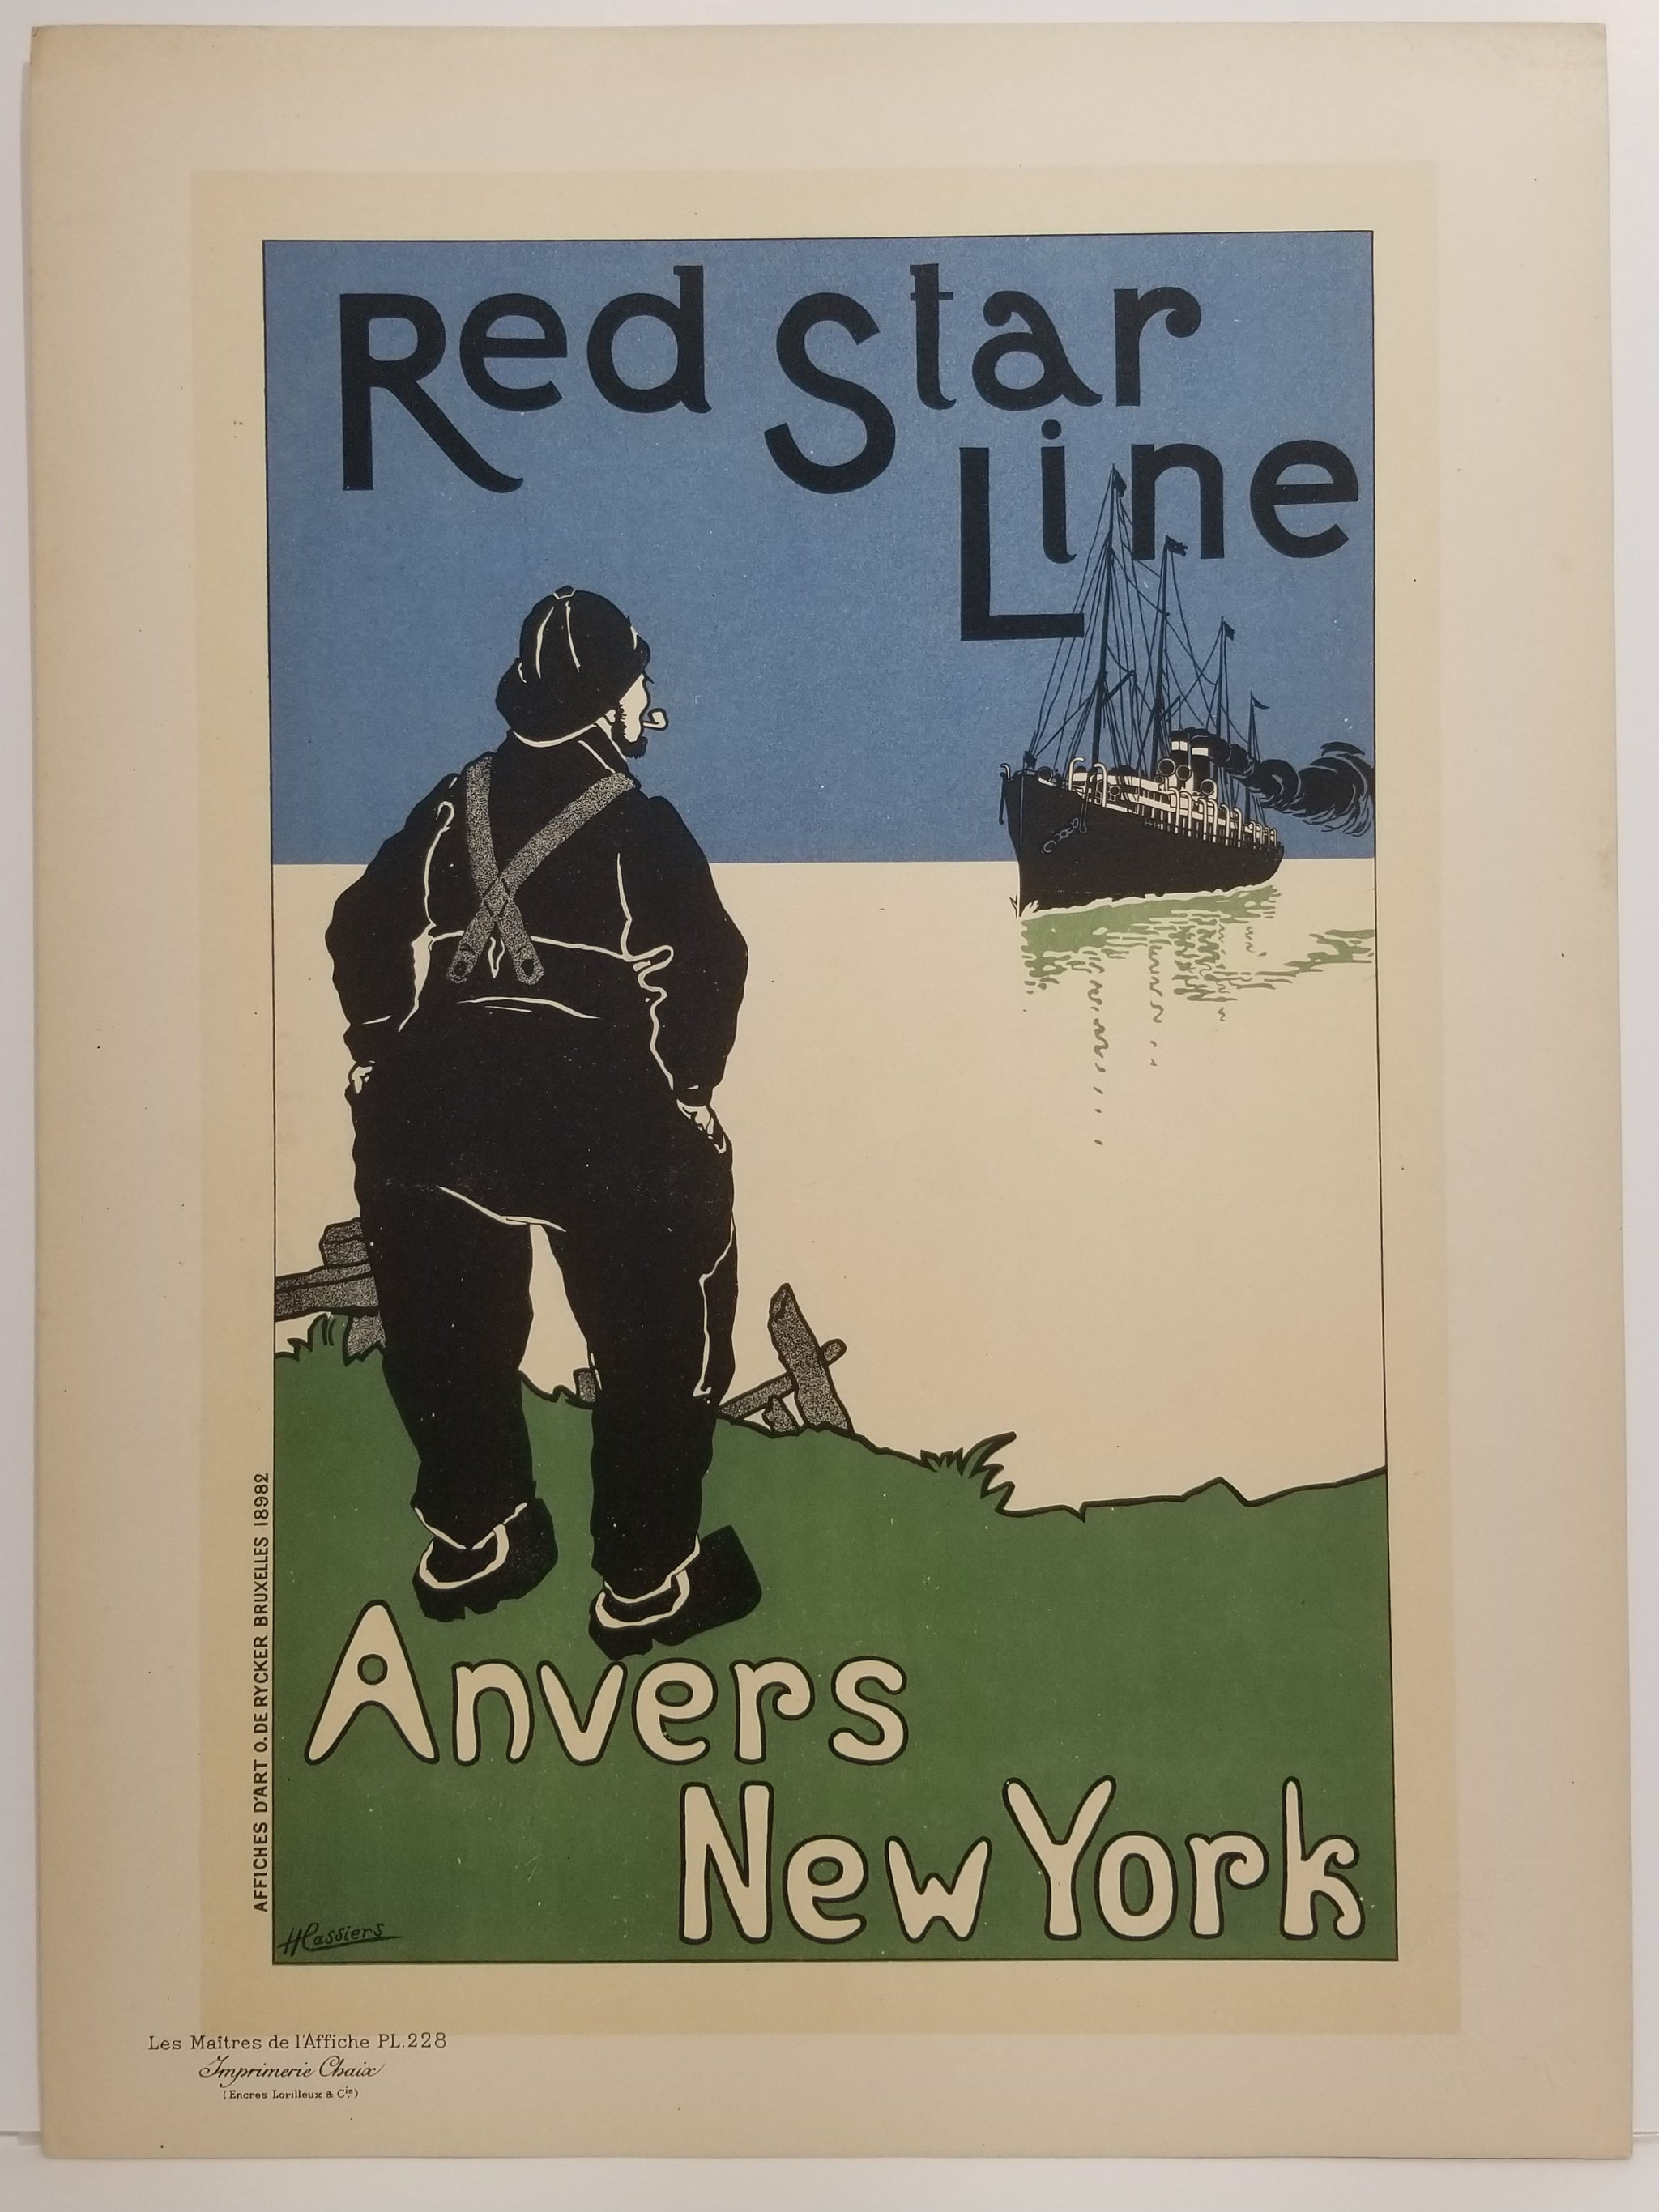 Red Star
Line
Anvers
New York
HCassiers
AFFICHES D'ART O. DE RYCKER BRUXELLES 18982
Les Maîtres de l'Affiche PL.228
Imprimerie Chaix
(Encres Lorilleux & Cie)